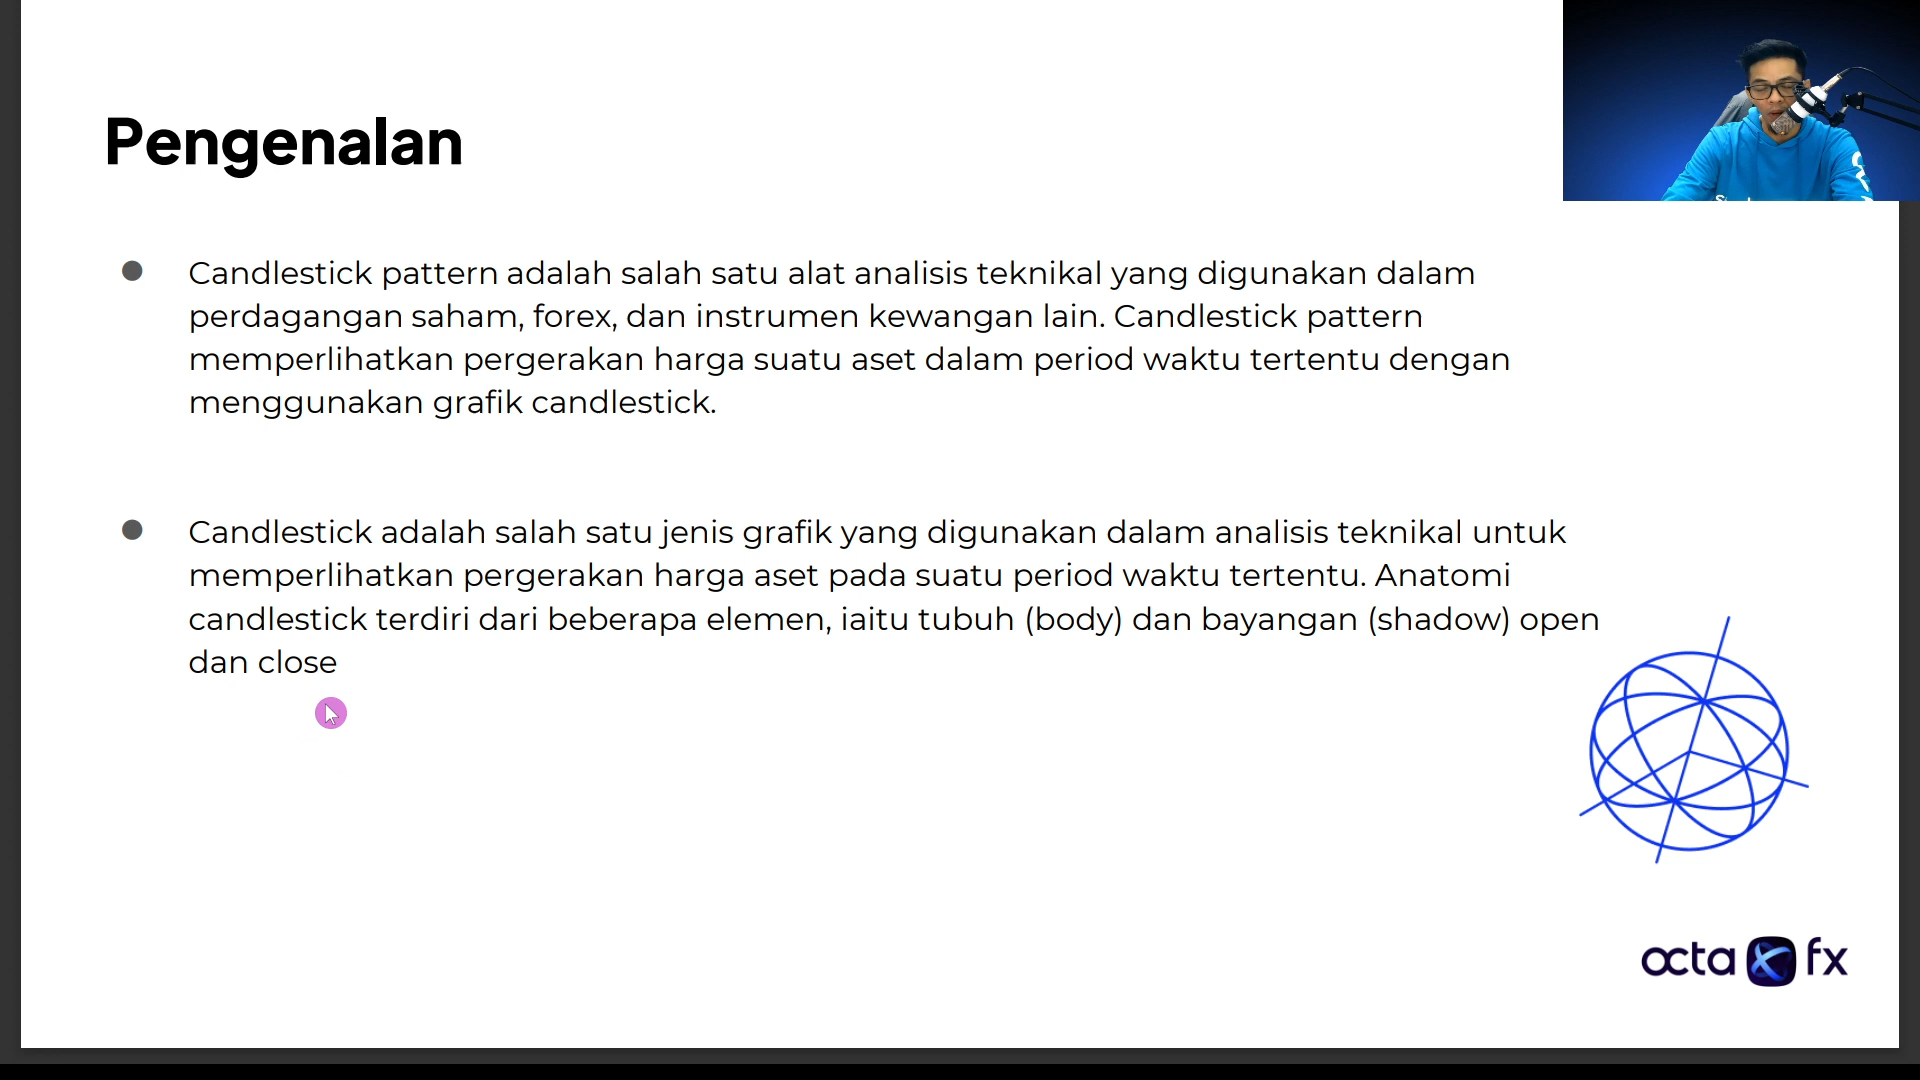 Pengenalan
Candlestick pattern adalah salah satu alat analisis teknikal yang digunakan dalam
perdagangan saham, forex, dan instrumen kewangan lain. Candlestick pattern
memperlihatkan pergerakan harga suatu aset dalam period waktu tertentu dengan
menggunakan grafik candlestick.
Candlestick adalah salah satu jenis grafik yang digunakan dalam analisis teknikal untuk
memperlihatkan pergerakan harga aset pada suatu period waktu tertentu. Anatomi
candlestick terdiri dari beberapa elemen, iaitu tubuh (body) dan bayangan (shadow) open
dan close
octa fx